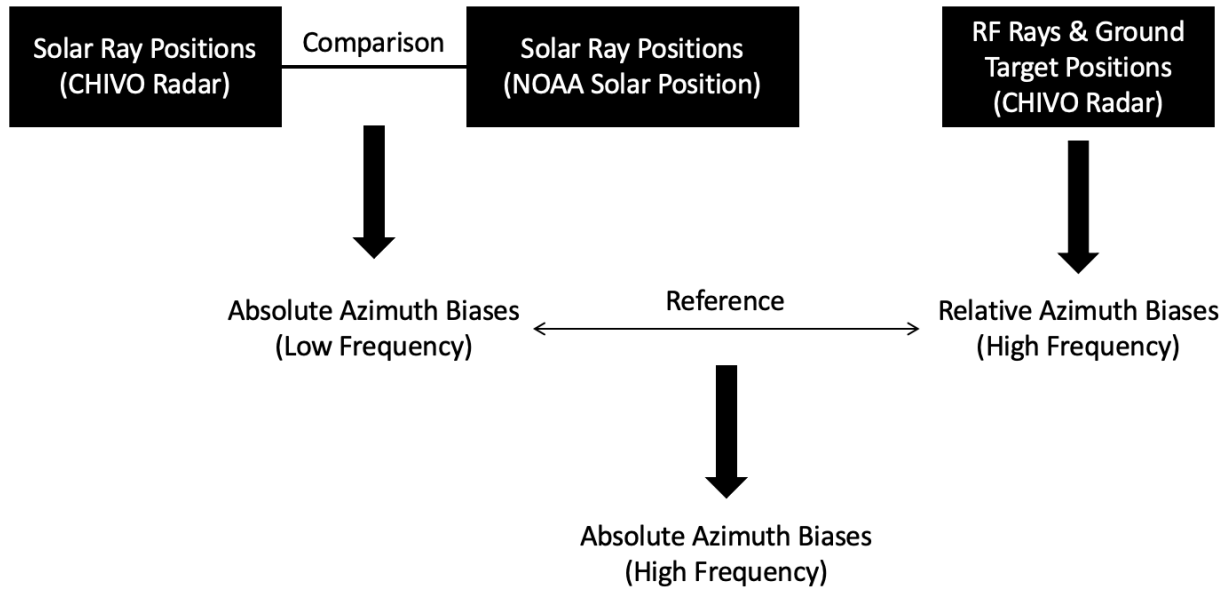 Solar Ray Positions
(CHIVO Radar)
Comparison
Solar Ray Positions
(NOAA Solar Position)
RF Rays & Ground
Target Positions
(CHIVO Radar)
Absolute Azimuth Biases
(Low Frequency)
Reference
Relative Azimuth Biases
(High Frequency)
Absolute Azimuth Biases
(High Frequency)